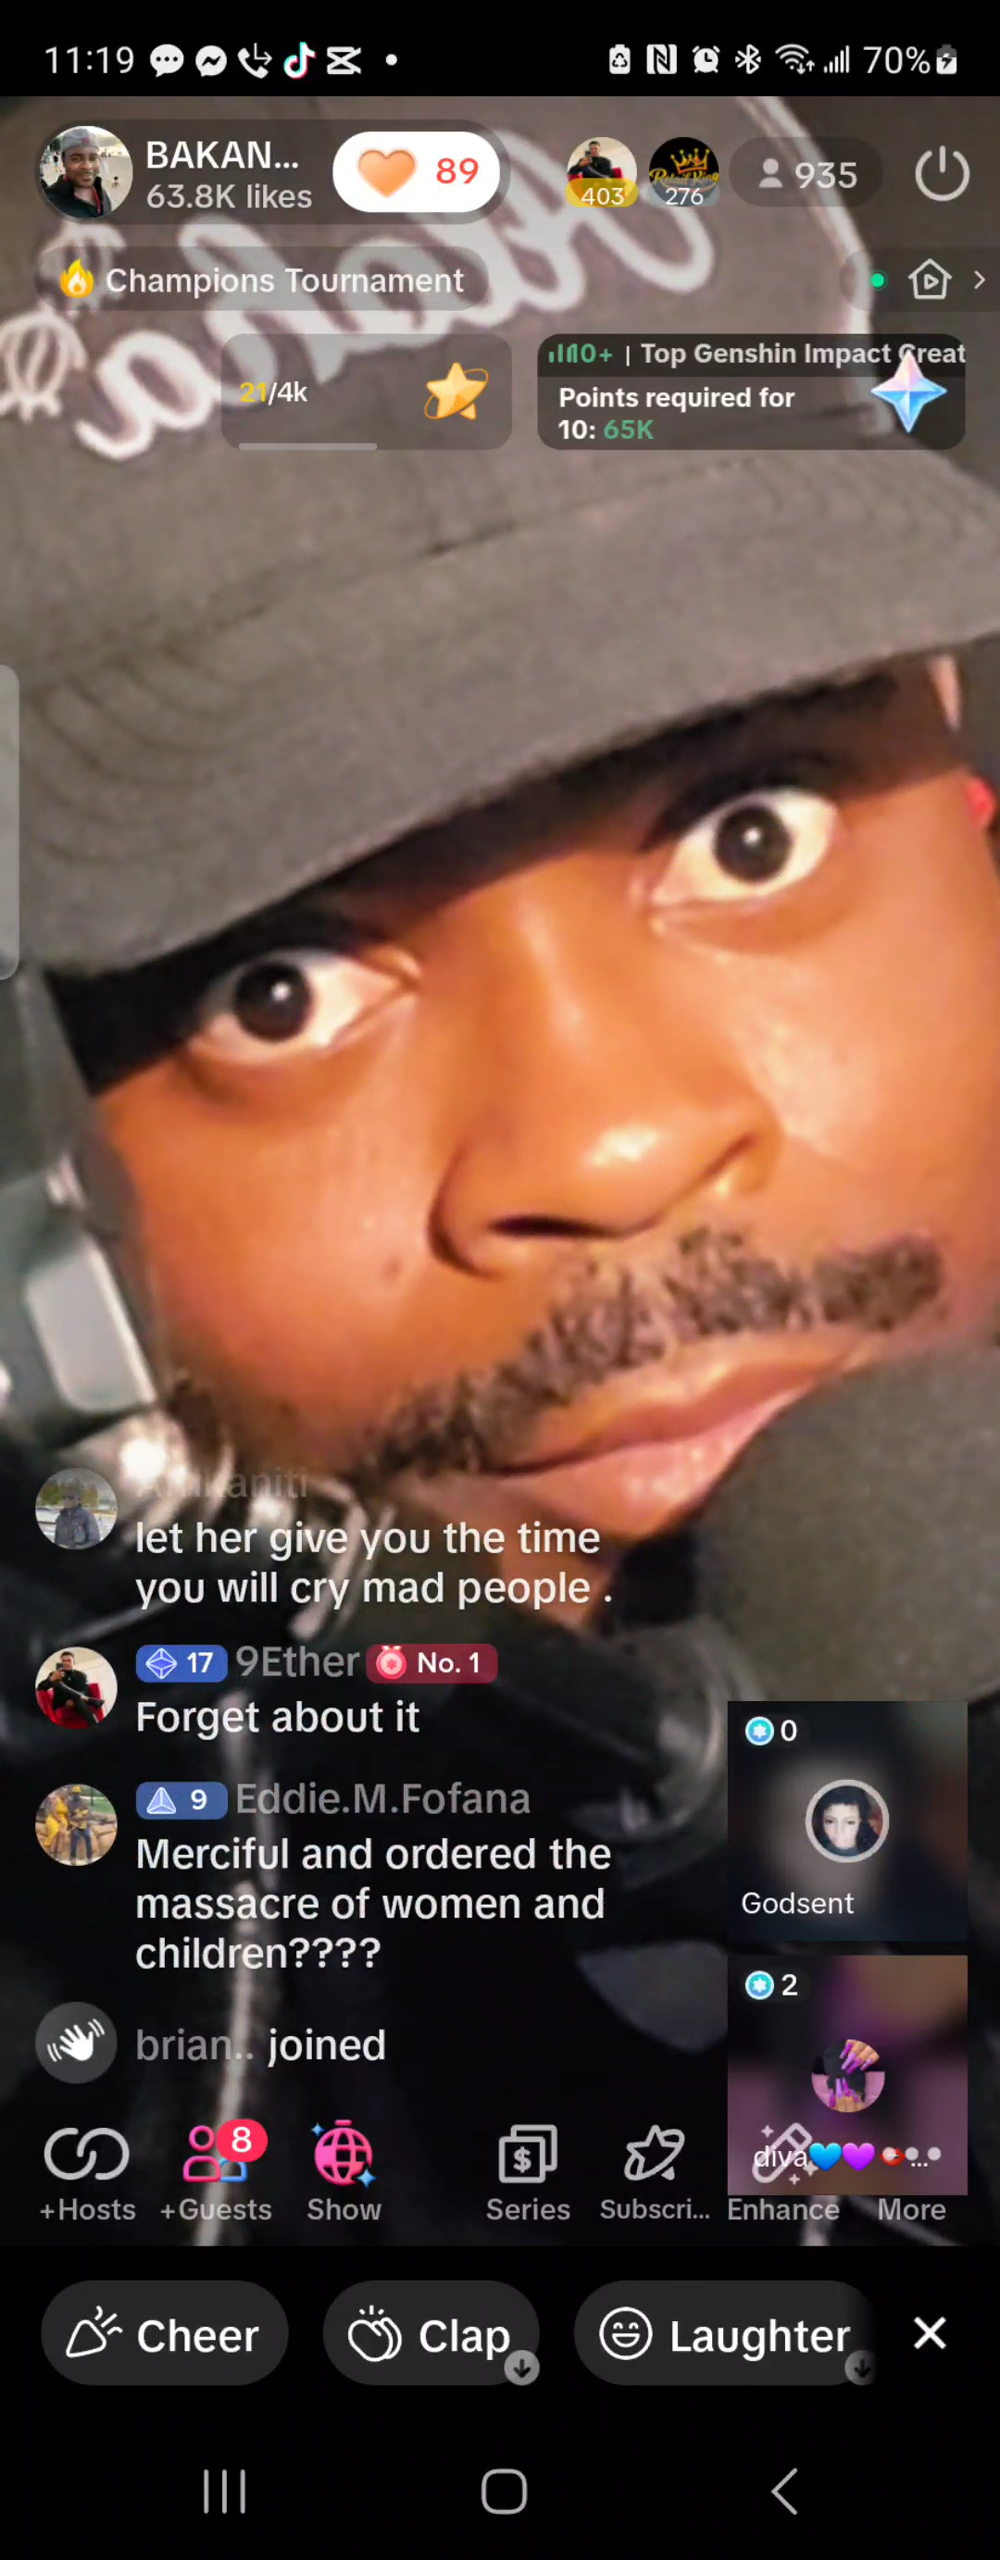 11:19
70%
BAKAN...
63.8K likes
89
403
276
935
Champions Tournament
21/4k
10+ | Top Genshin Impact Creat
Points required for
10: 65K
let her give you the time
you will cry mad people .
17 9Ether No. 1
Forget about it
9 Eddie.M.Fofana
Merciful and ordered the
massacre of women and
children????
brian.. joined
0
Godsent
2
diva💙💜💋...
8
+Hosts
+Guests
Show
Series
Subscri...
Enhance
More
Cheer
Clap
Laughter